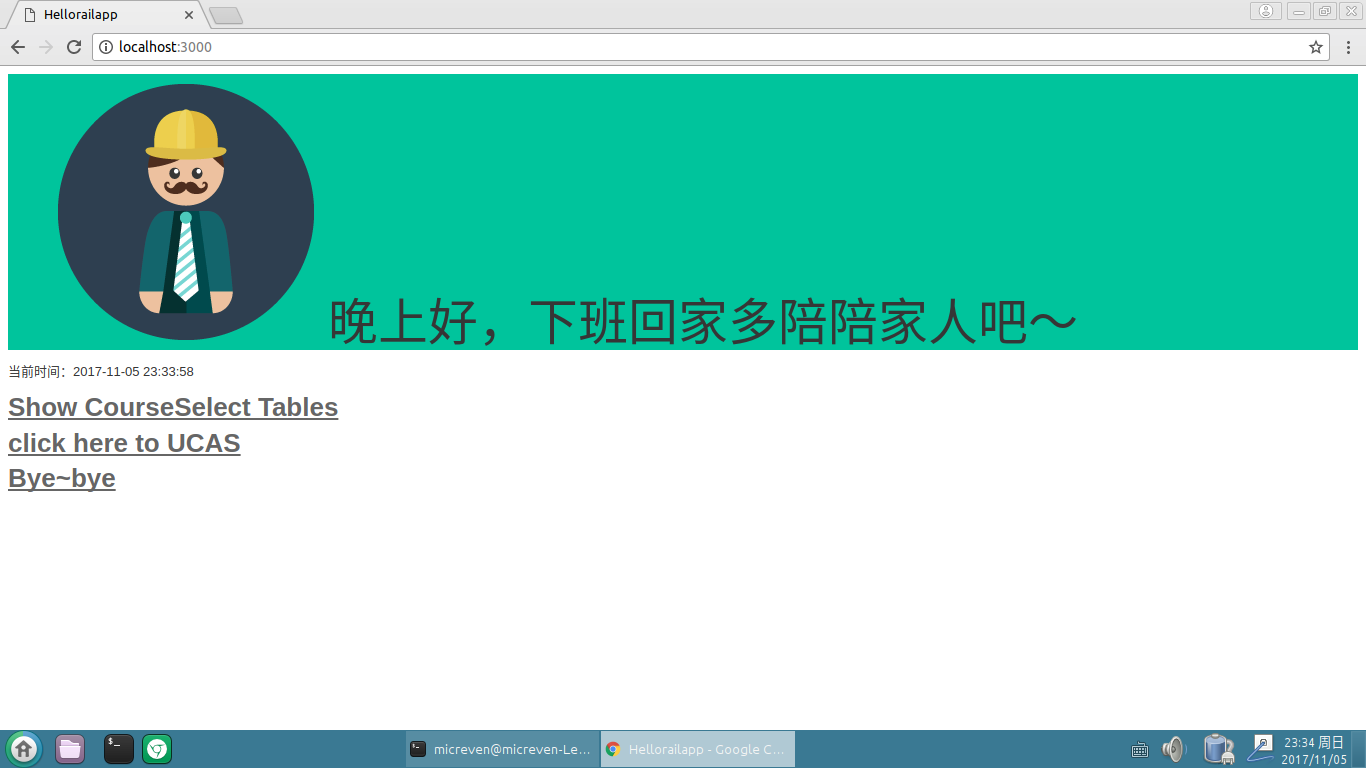 Hellorailapp
localhost:3000
晚上好，下班回家多陪陪家人吧～
当前时间：2017-11-05 23:33:58
Show CourseSelect Tables
click here to UCAS
Bye~bye
$_
micreven@micreven-Le...
Hellorailapp - Google C...
23:34 周日
2017/11/05